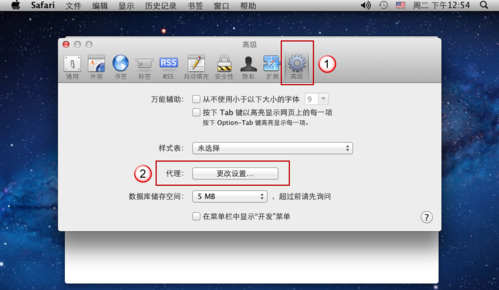 Safari 文件 编辑 显示 历史记录 书签 窗口 帮助 周二下午12:54
高级
通用 外观 书签 标签 RSS 自动填充 安全性 隐私 扩展 高级
1
万能辅助： 从不使用小于以下大小的字体 9
按下 Tab 键以高亮显示网页上的每一项
按下 Option-Tab 键高亮显示每一项。
样式表： 未选择
2 代理： 更改设置...
数据库储存空间： 5 MB ，超过前请先询问
在菜单栏中显示“开发”菜单
?